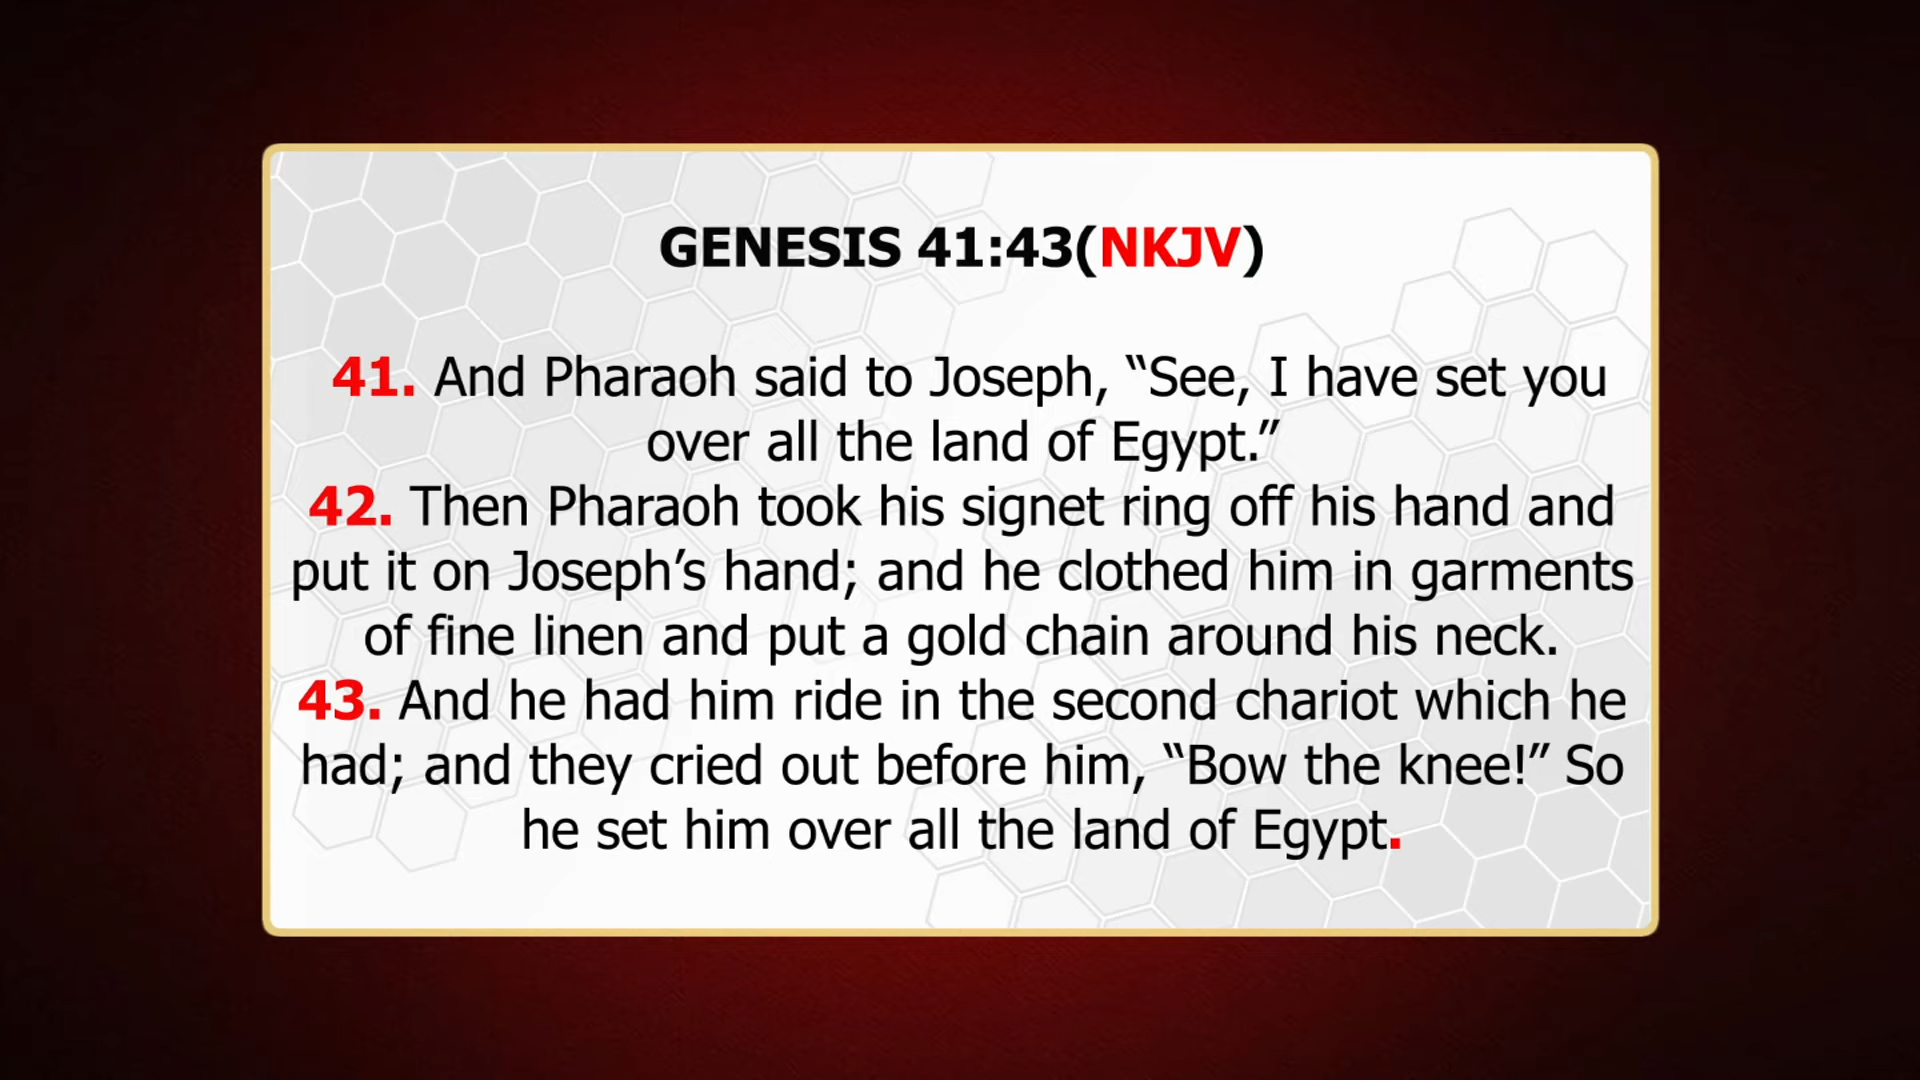 GENESIS 41:43(NKJV)
41. And Pharaoh said to Joseph, “See, I have set you
over all the land of Egypt.”
42. Then Pharaoh took his signet ring off his hand and
put it on Joseph’s hand; and he clothed him in garments
of fine linen and put a gold chain around his neck.
43. And he had him ride in the second chariot which he
had; and they cried out before him, “Bow the knee!” So
he set him over all the land of Egypt.